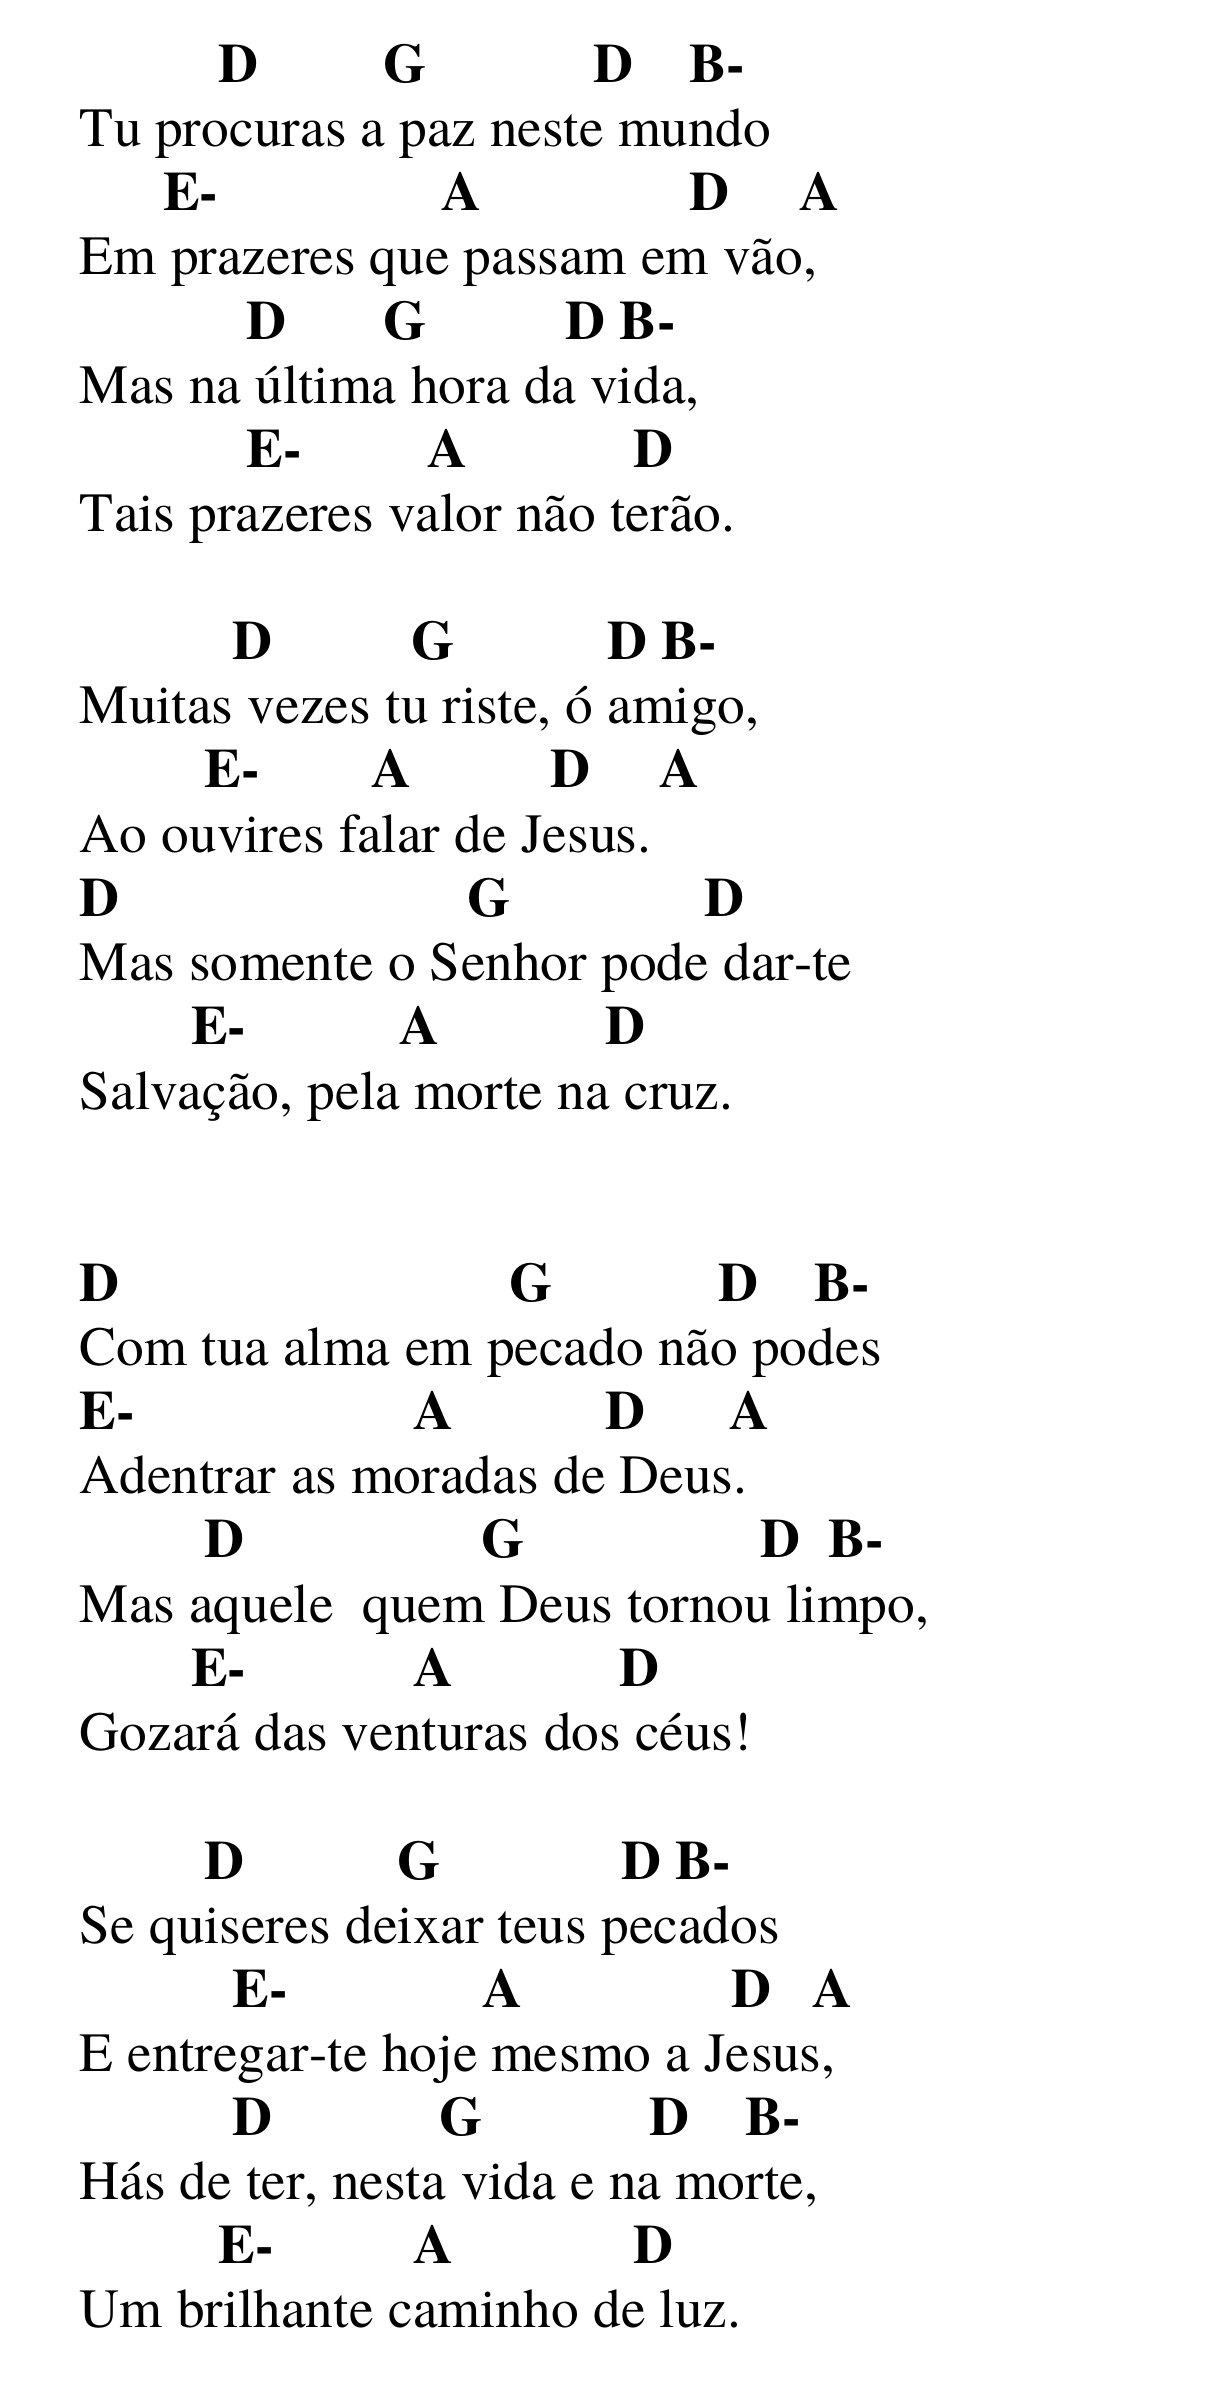 D G D B-
Tu procuras a paz neste mundo
E- A D A
Em prazeres que passam em vão,
D G D B-
Mas na última hora da vida,
E- A D
Tais prazeres valor não terão.
D G D B-
Muitas vezes tu riste, ó amigo,
E- A D A
Ao ouvires falar de Jesus.
D G D
Mas somente o Senhor pode dar-te
E- A D
Salvação, pela morte na cruz.
D G D B-
Com tua alma em pecado não podes
E- A D A
Adentrar as moradas de Deus.
D G D B-
Mas aquele  quem Deus tornou limpo,
E- A D
Gozará das venturas dos céus!
D G D B-
Se quiseres deixar teus pecados
E- A D A
E entregar-te hoje mesmo a Jesus,
D G D B-
Hás de ter, nesta vida e na morte,
E- A D
Um brilhante caminho de luz.